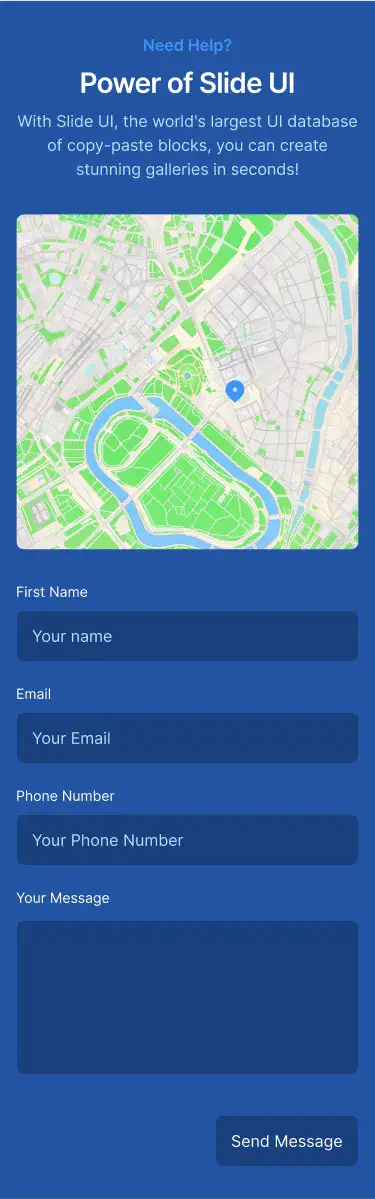 Need Help?
Power of Slide UI
With Slide UI, the world's largest UI database
of copy-paste blocks, you can create
stunning galleries in seconds!
First Name
Your name
Email
Your Email
Phone Number
Your Phone Number
Your Message
Send Message